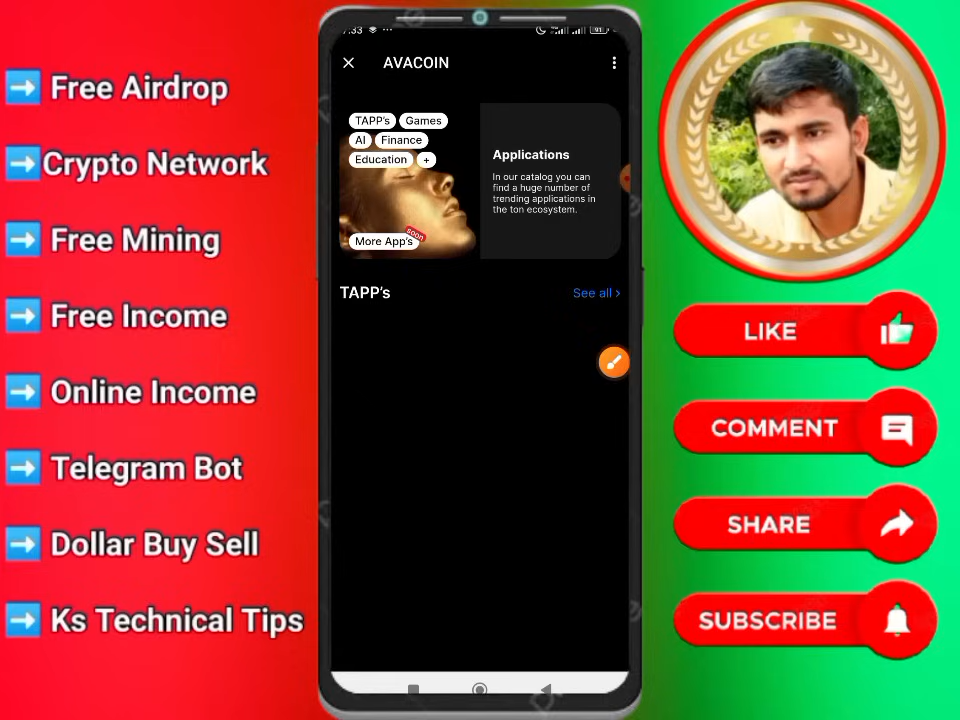 Free Airdrop
Crypto Network
Free Mining
Free Income
Online Income
Telegram Bot
Dollar Buy Sell
Ks Technical Tips
AVACOIN
TAPP's
Games
AI
Finance
Education
+
More App's
soon
Applications
In our catalog you can
find a huge number of
trending applications in
the ton ecosystem.
TAPP's
See all >
LIKE
COMMENT
SHARE
SUBSCRIBE